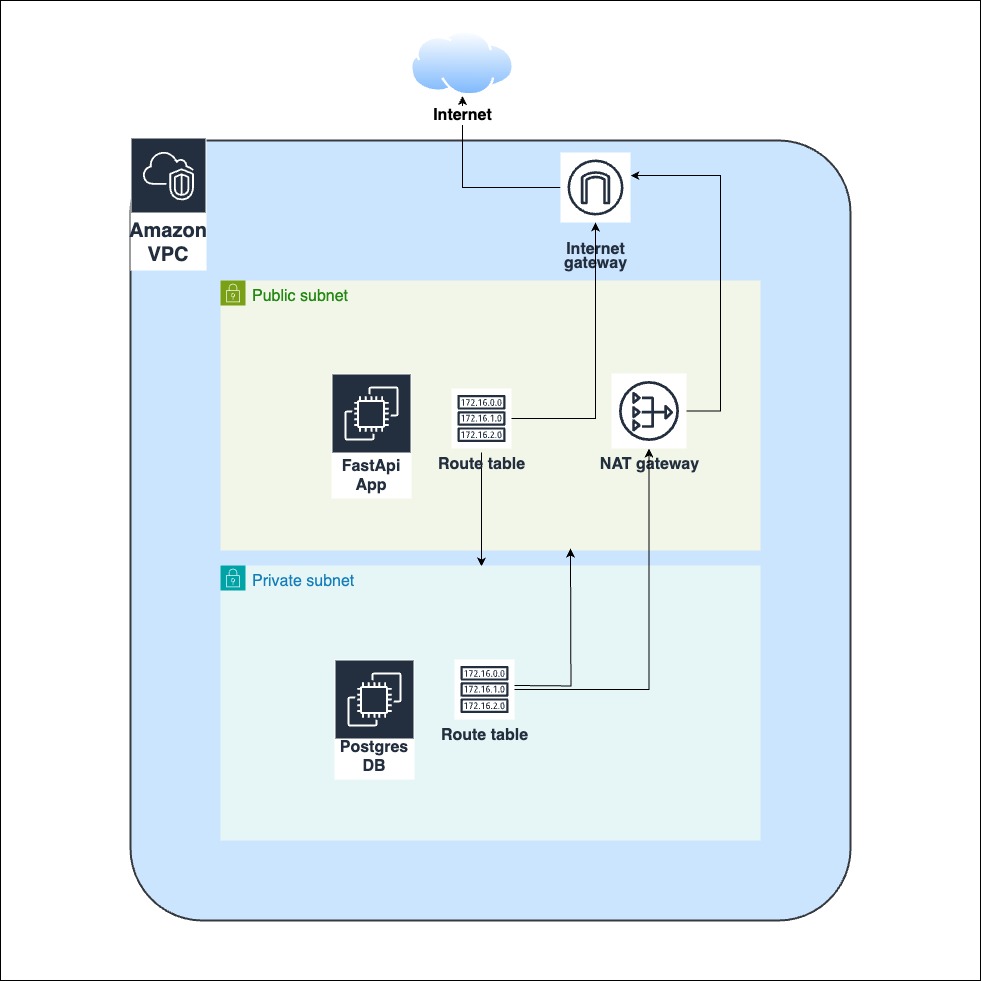 Internet
Amazon
VPC
Internet
gateway
Public subnet
172.16.0.0
172.16.1.0
172.16.2.0
FastApi
App
Route table
NAT gateway
Private subnet
172.16.0.0
172.16.1.0
172.16.2.0
Postgres
DB
Route table